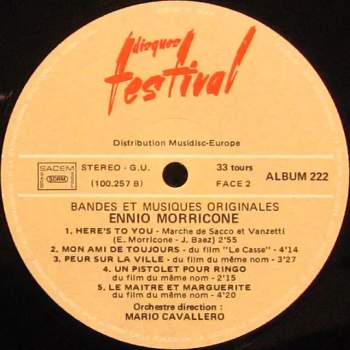 disques
festival
Distribution Musidisc-Europe
SACEM
SDRM
STEREO - G.U.
(100.257 B)
33 tours
FACE 2
ALBUM 222
BANDES ET MUSIQUES ORIGINALES
ENNIO MORRICONE
1. HERE'S TO YOU - Marche de Sacco et Vanzetti
(E. Morricone - J. Baez) 2'55
2. MON AMI DE TOUJOURS - du film "Le Casse" - 4'14
3. PEUR SUR LA VILLE - du film du même nom - 3'27
4. UN PISTOLET POUR RINGO
du film du même nom - 2'15
5. LE MAITRE ET MARGUERITE
du film du même nom - 4'20
Orchestre direction :
MARIO CAVALLERO